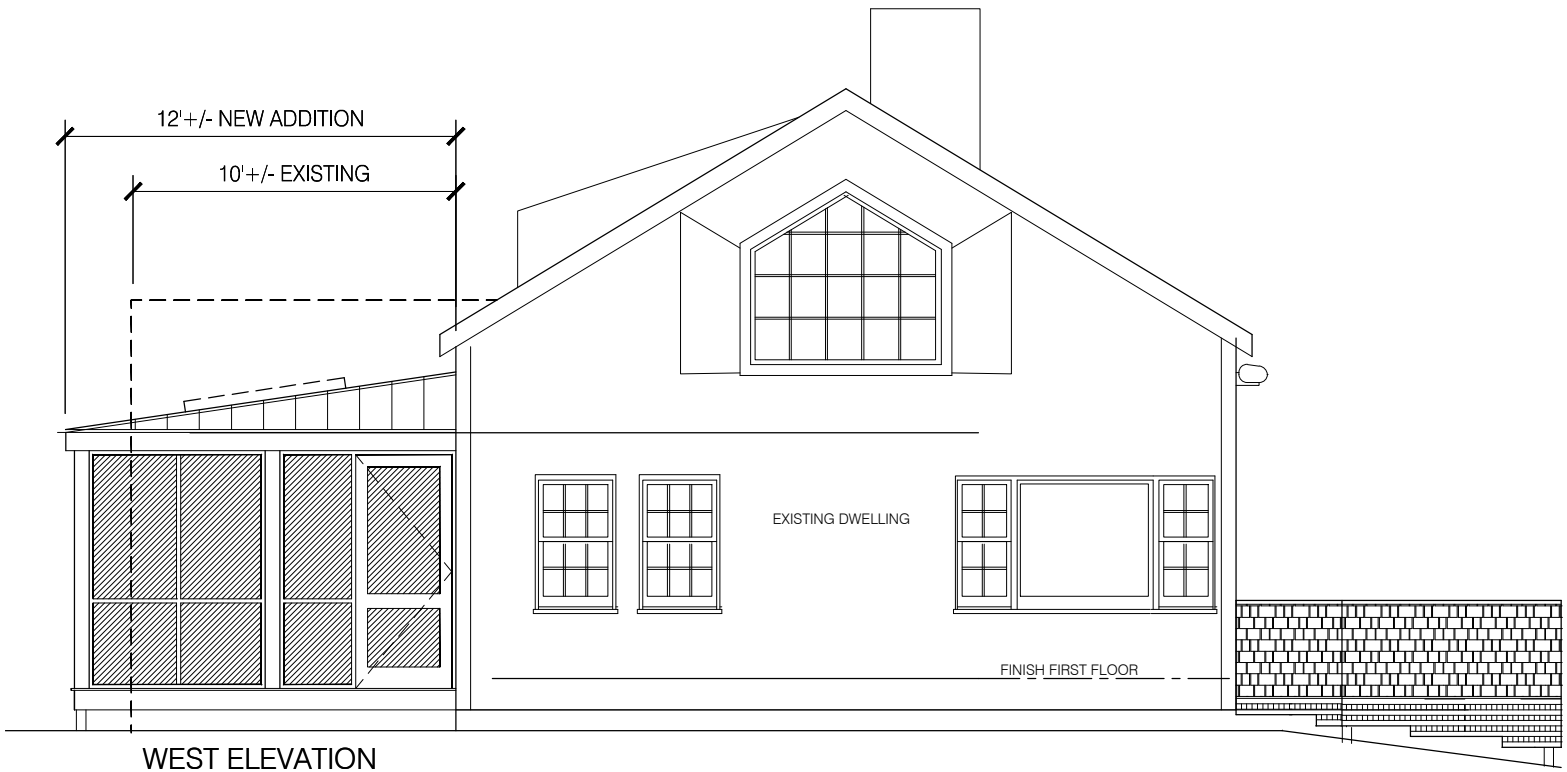 12'+/- NEW ADDITION
10'+/- EXISTING
EXISTING DWELLING
FINISH FIRST FLOOR
WEST ELEVATION